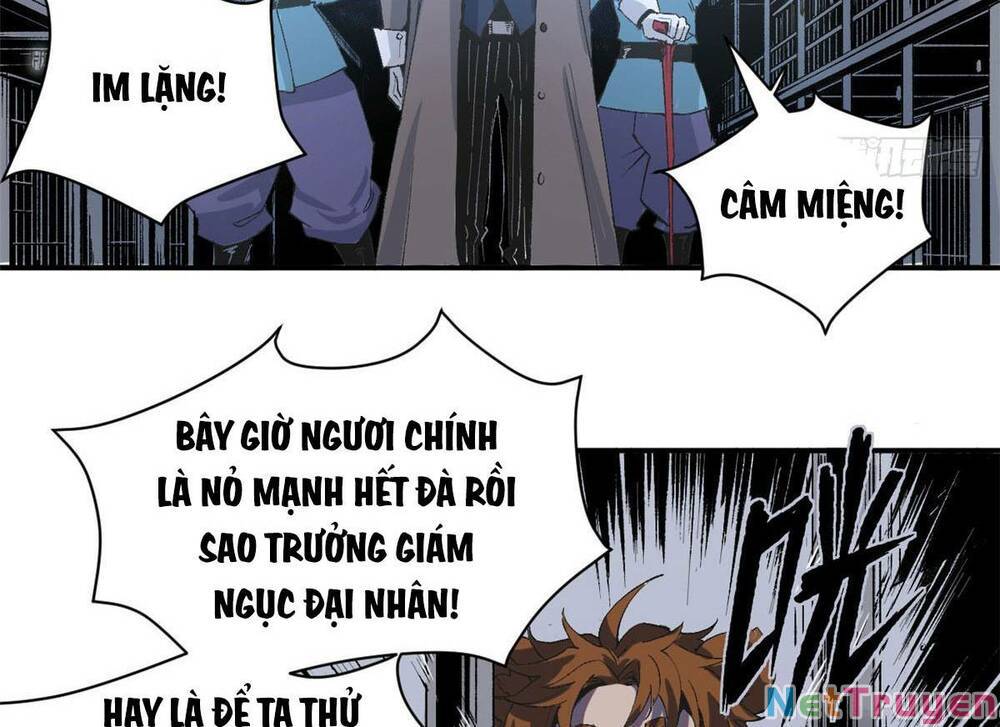 IM LẶNG!
CÂM MIỆNG!
BÂY GIỜ NGƯƠI CHÍNH
LÀ NỎ MẠNH HẾT ĐÀ RỒI
SAO TRƯỞNG GIÁM
NGỤC ĐẠI NHÂN!
HAY LÀ ĐỂ TA THỬ
NetTruyen